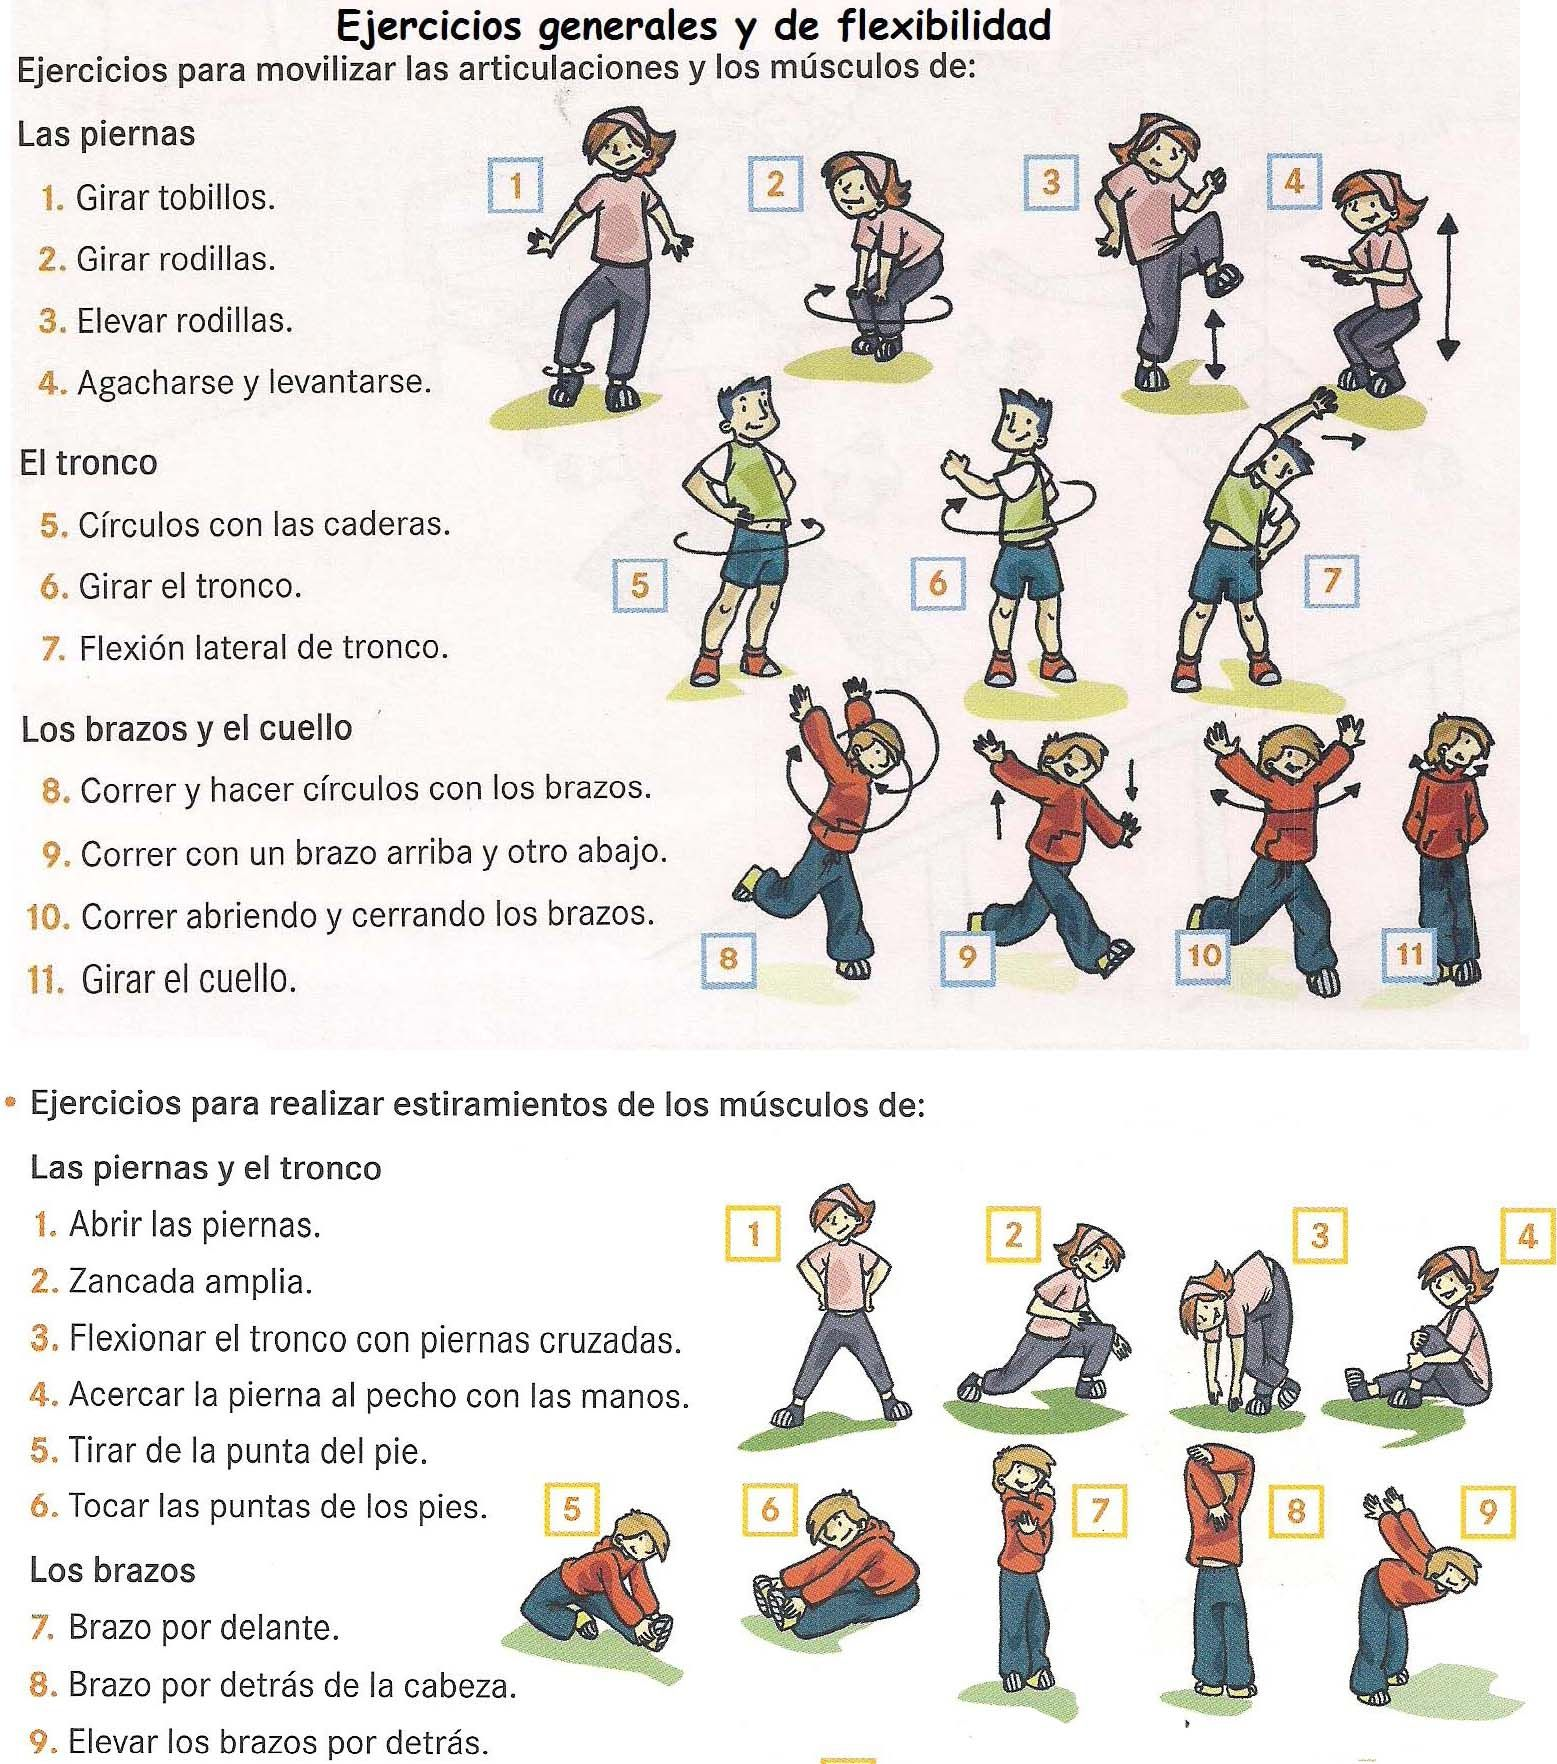 Ejercicios generales y de flexibilidad
Ejercicios para movilizar las articulaciones y los músculos de:
Las piernas
1. Girar tobillos.
2. Girar rodillas.
3. Elevar rodillas.
4. Agacharse y levantarse.
1
2
3
4
El tronco
5. Círculos con las caderas.
6. Girar el tronco.
7. Flexión lateral de tronco.
5
6
7
Los brazos y el cuello
8. Correr y hacer círculos con los brazos.
9. Correr con un brazo arriba y otro abajo.
10. Correr abriendo y cerrando los brazos.
11. Girar el cuello.
8
9
10
11
• Ejercicios para realizar estiramientos de los músculos de:
Las piernas y el tronco
1. Abrir las piernas.
2. Zancada amplia.
3. Flexionar el tronco con piernas cruzadas.
4. Acercar la pierna al pecho con las manos.
5. Tirar de la punta del pie.
6. Tocar las puntas de los pies.
1
2
3
4
5
6
7
8
9
Los brazos
7. Brazo por delante.
8. Brazo por detrás de la cabeza.
9. Elevar los brazos por detrás.